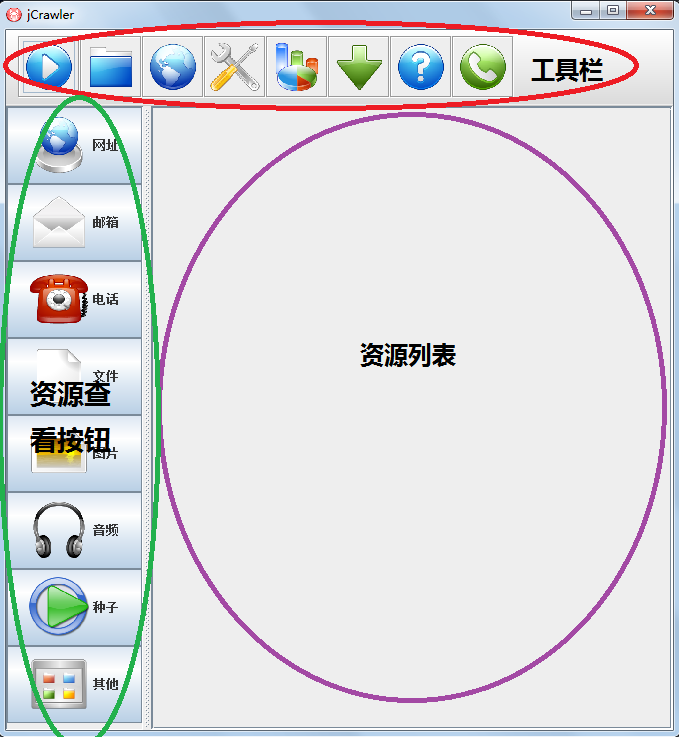 jCrawler
工具栏
网址
邮箱
电话
文件
资源查
看按钮
图片
音频
种子
其他
资源列表